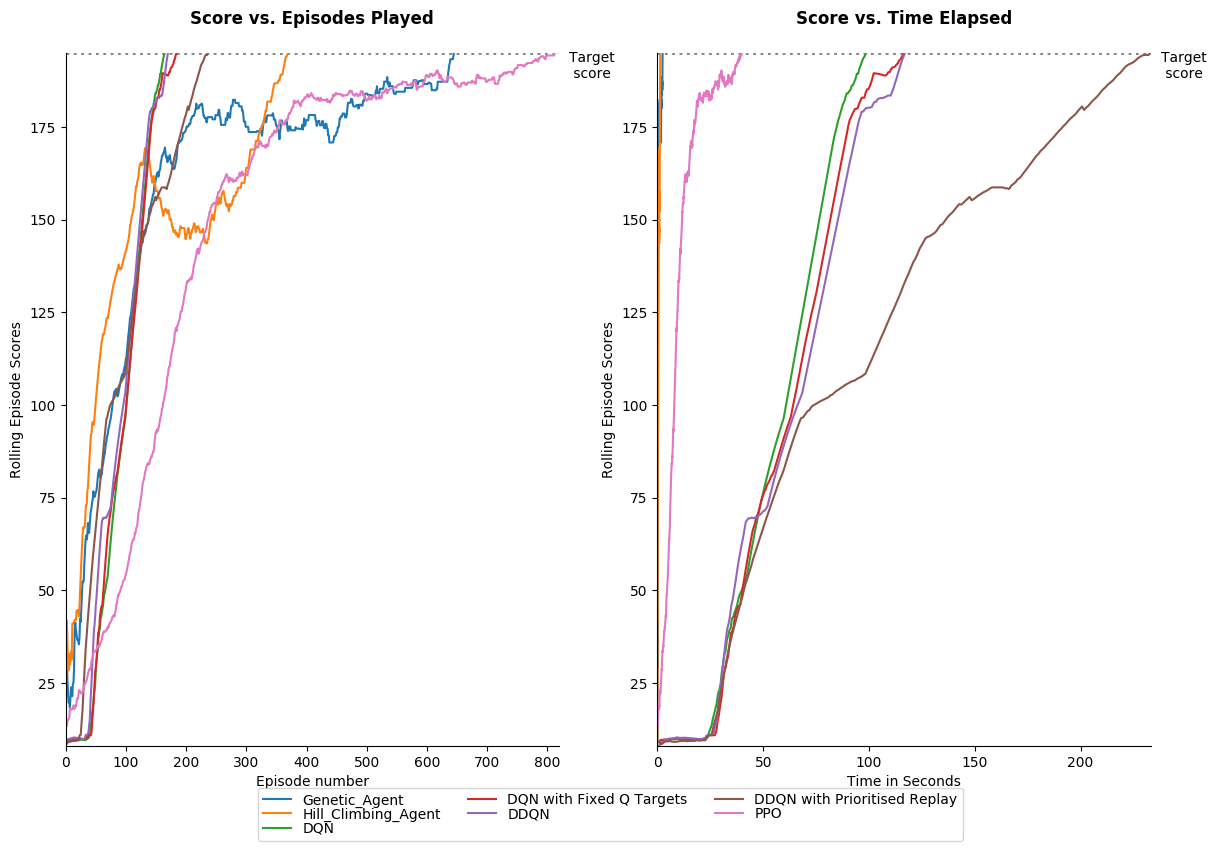 Score vs. Episodes Played
Score vs. Time Elapsed
Target
score
Target
score
175
150
125
100
75
50
25
Rolling Episode Scores
0 100 200 300 400 500 600 700 800
Episode number
175
150
125
100
75
50
25
Rolling Episode Scores
0 50 100 150 200
Time in Seconds
Genetic_Agent
Hill_Climbing_Agent
DQN
DQN with Fixed Q Targets
DDQN
DDQN with Prioritised Replay
PPO